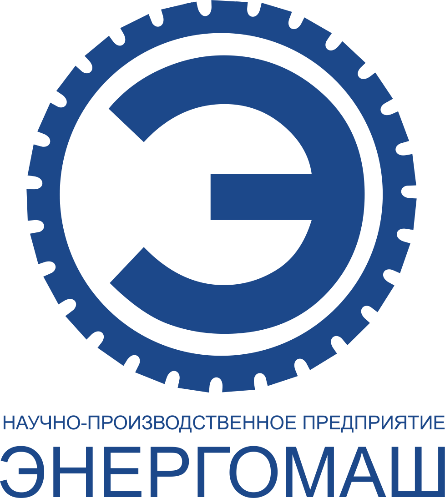 Э
НАУЧНО-ПРОИЗВОДСТВЕННОЕ ПРЕДПРИЯТИЕ
ЭНЕРГОМАШ